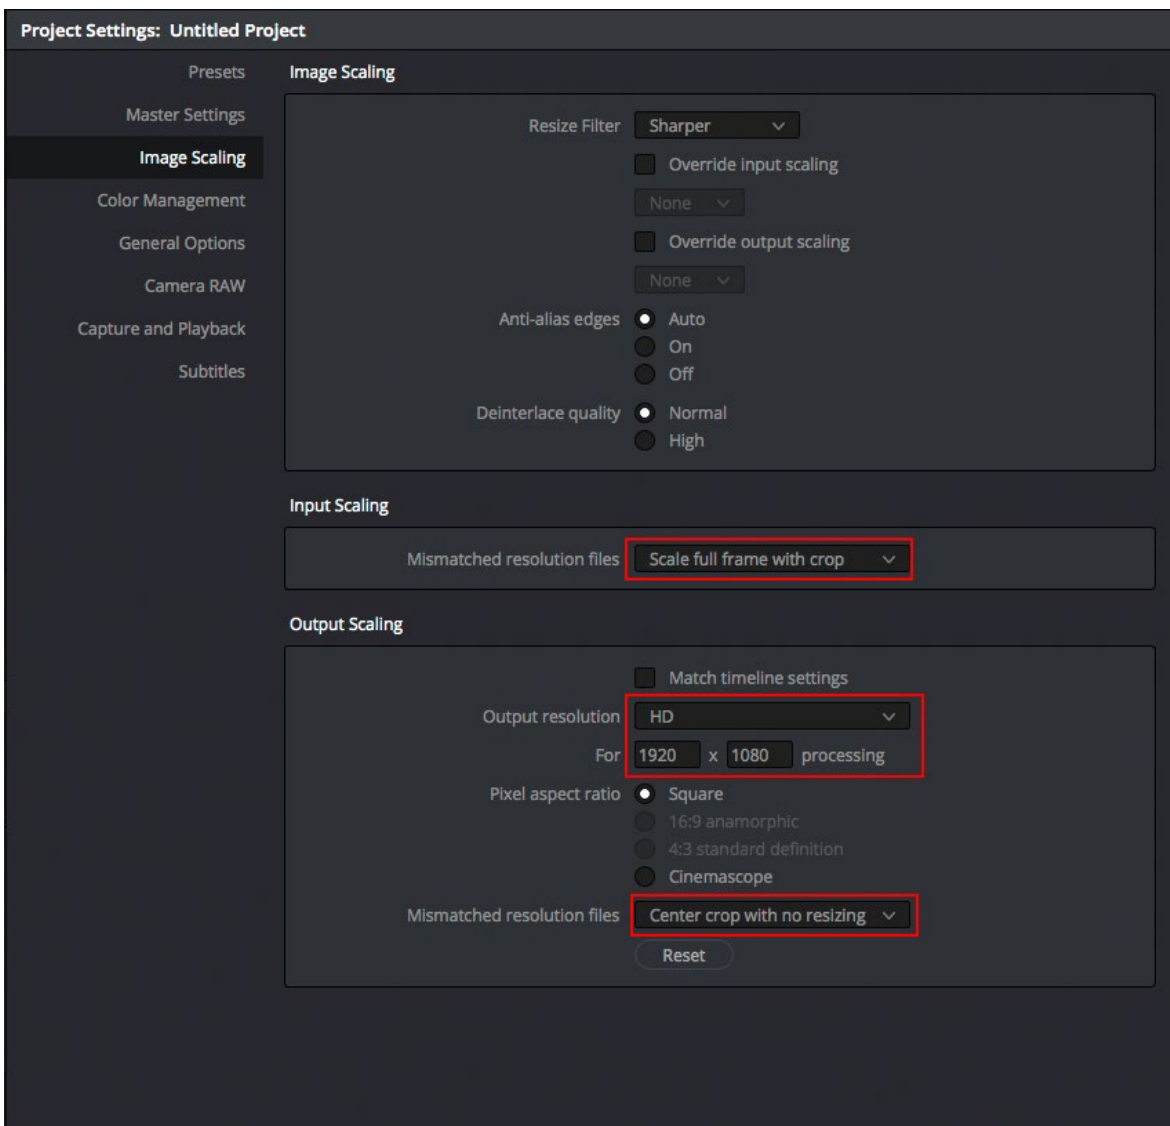 Project Settings: Untitled Project
Presets
Master Settings
Image Scaling
Color Management
General Options
Camera RAW
Capture and Playback
Subtitles
Image Scaling
Resize Filter Sharper
Override input scaling
None
Override output scaling
None
Anti-alias edges Auto
On
Off
Deinterlace quality Normal
High
Input Scaling
Mismatched resolution files Scale full frame with crop
Output Scaling
Match timeline settings
Output resolution HD
For 1920 x 1080 processing
Pixel aspect ratio Square
16:9 anamorphic
4:3 standard definition
Cinemascope
Mismatched resolution files Center crop with no resizing
Reset